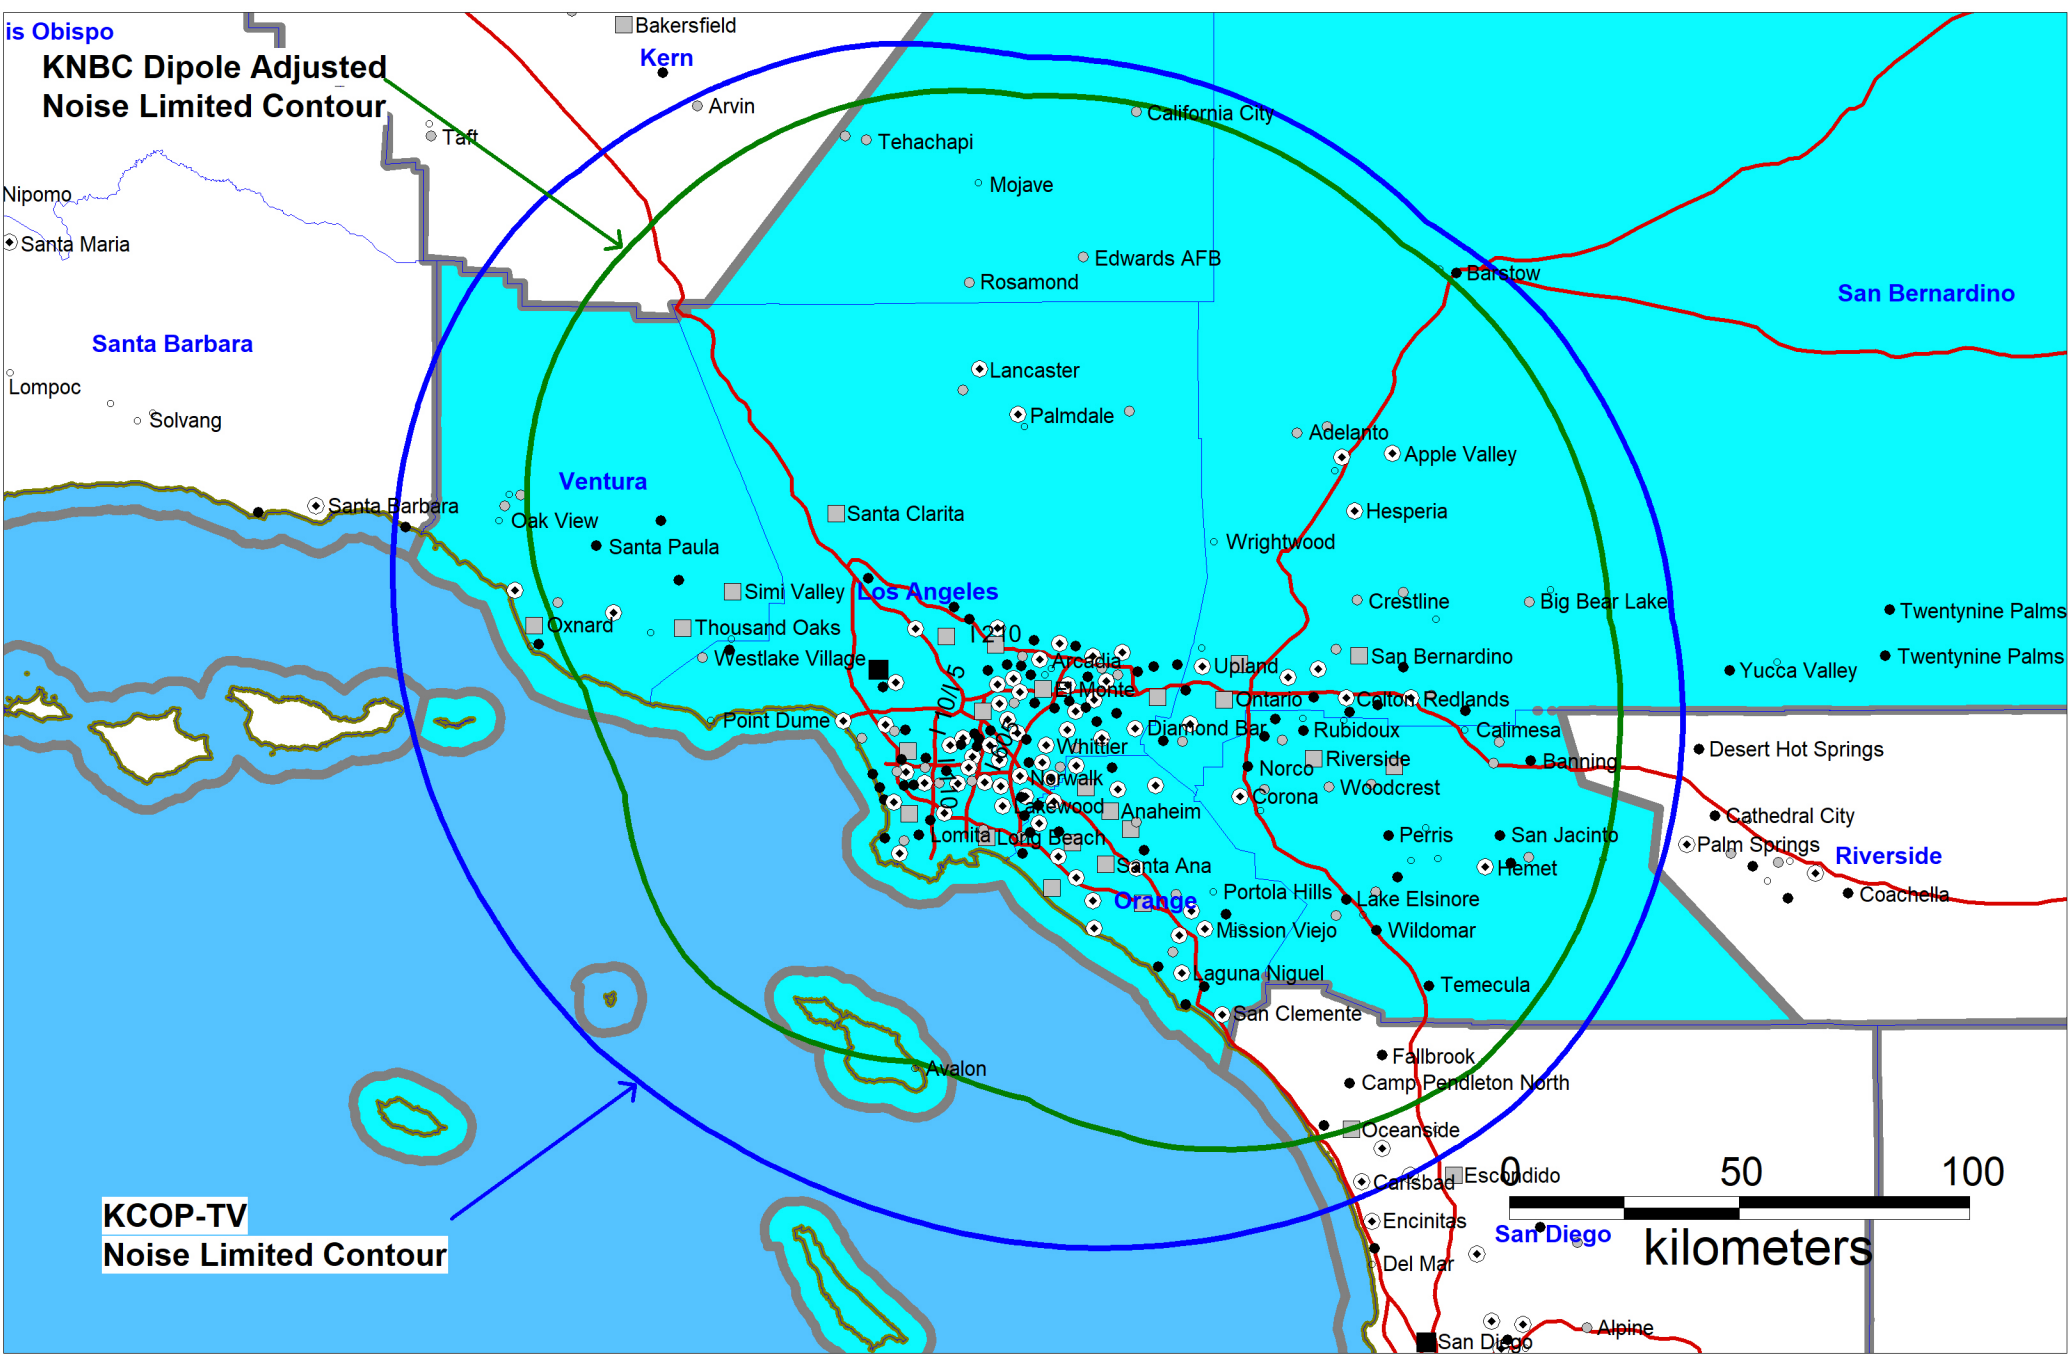 is Obispo
Bakersfield
Kern
KNBC Dipole Adjusted
Noise Limited Contour
Arvin
California City
Taft
Tehachapi
Mojave
Nipomo
Santa Maria
Edwards AFB
Rosamond
Barstow
San Bernardino
Santa Barbara
Lompoc
Solvang
Lancaster
Palmdale
Adelanto
Apple Valley
Ventura
Santa Barbara
Oak View
Santa Clarita
Hesperia
Santa Paula
Wrightwood
Simi Valley
Los Angeles
Crestline
Big Bear Lake
Twentynine Palms
Oxnard
Thousand Oaks
I 210
Westlake Village
Arcadia
Upland
San Bernardino
Twentynine Palms
Yucca Valley
El Monte
Ontario
Colton
Redlands
Point Dume
Diamond Bar
Rubidoux
Calimesa
Whittier
Riverside
Banning
Desert Hot Springs
Norwalk
Norco
Woodcrest
Corona
Lakewood
Anaheim
Cathedral City
Lomita
Long Beach
Perris
San Jacinto
Palm Springs
Riverside
Santa Ana
Hemet
Portola Hills
Lake Elsinore
Coachella
Orange
Mission Viejo
Wildomar
Laguna Niguel
Temecula
San Clemente
Avalon
Fallbrook
Camp Pendleton North
Oceanside
Carlsbad
Escondido
0 50 100
kilometers
KCOP-TV
Noise Limited Contour
Encinitas
San Diego
Del Mar
San Diego
Alpine